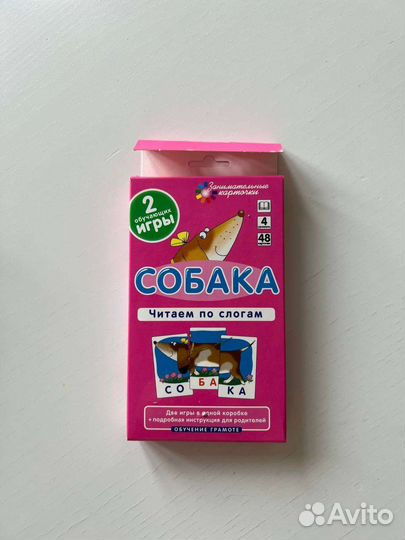 Занимательные
карточки
2
обучающие
игры
4
48
СОБАКА
Читаем по слогам
СО БА КА
Две игры в одной коробке
+ подробная инструкция для родителей
ОБУЧЕНИЕ ГРАМОТЕ
Avito